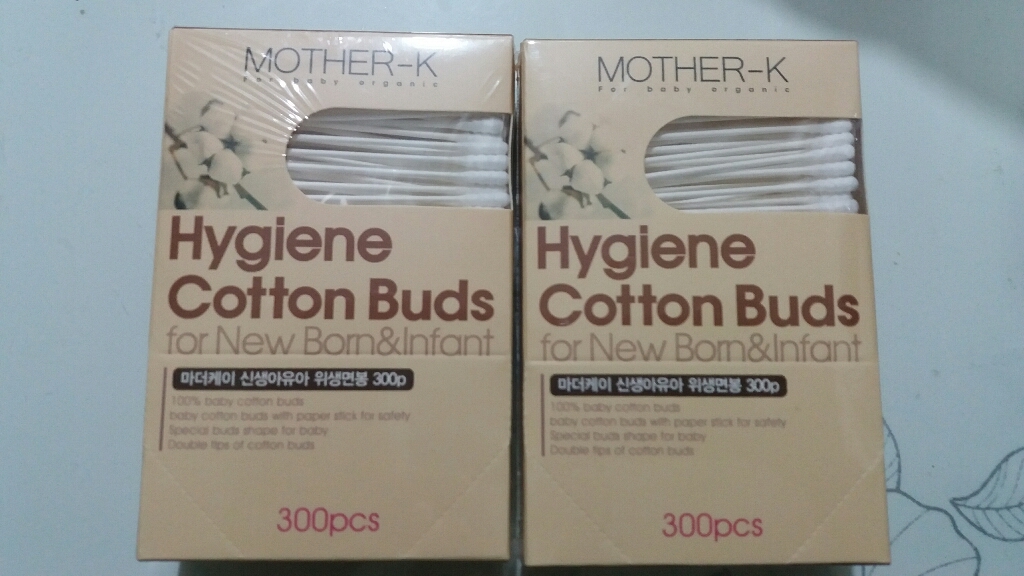 MOTHER-K
For baby organic
Hygiene
Cotton Buds
for New Born&Infant
마더케이 신생아유아 위생면봉 300p
100% baby cotton buds
baby cotton buds with paper stick for safety
Special buds shape for baby
Double tips of cotton buds
300pcs
MOTHER-K
For baby organic
Hygiene
Cotton Buds
for New Born&Infant
마더케이 신생아유아 위생면봉 300p
100% baby cotton buds
baby cotton buds with paper stick for safety
Special buds shape for baby
Double tips of cotton buds
300pcs